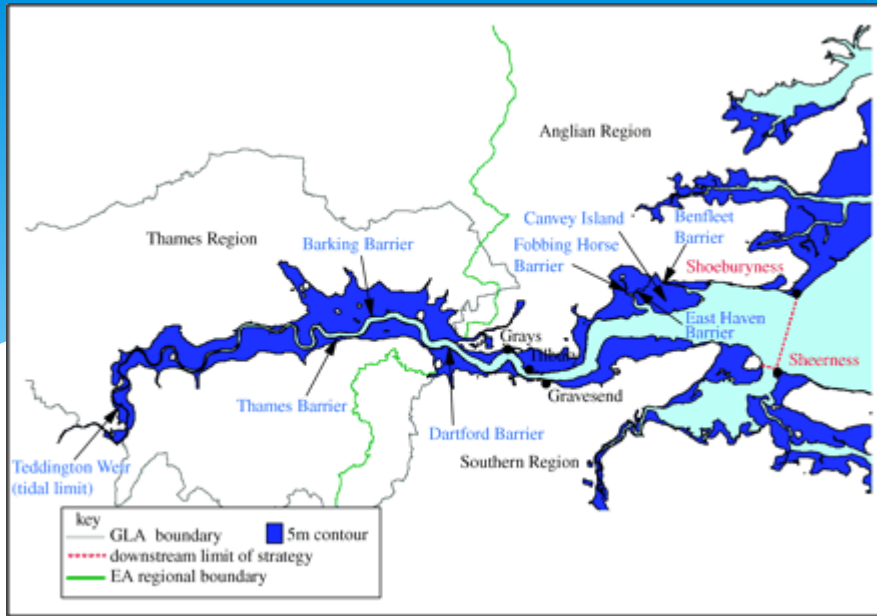 Anglian Region
Thames Region
Barking Barrier
Canvey Island
Fobbing Horse
Barrier
Benfleet
Barrier
Shoeburyness
East Haven
Barrier
Grays
Tilbury
Sheerness
Thames Barrier
Gravesend
Dartford Barrier
Teddington Weir
(tidal limit)
Southern Region
key
GLA boundary
5m contour
downstream limit of strategy
EA regional boundary